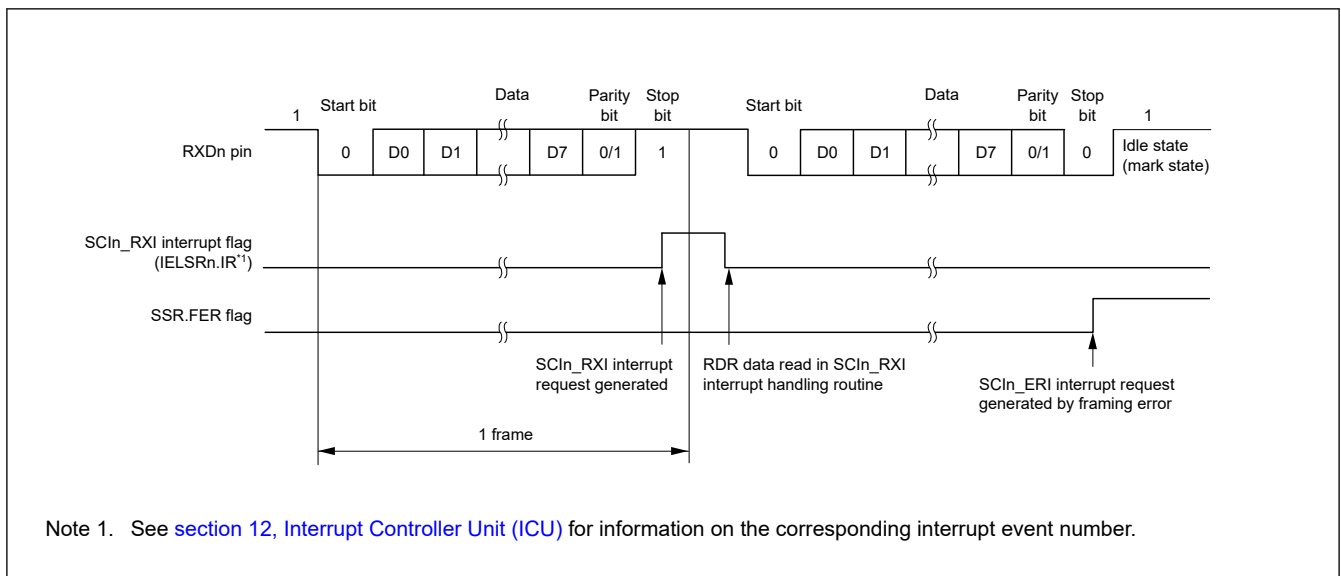 Start bit
Data
Parity
bit
Stop
bit
Start bit
Data
Parity
bit
Stop
bit
1
1
RXDn pin
0
D0
D1
D7
0/1
1
0
D0
D1
D7
0/1
0
Idle state
(mark state)
SCIn_RXI interrupt flag
(IELSRn.IR*1)
SSR.FER flag
SCIn_RXI interrupt
request generated
RDR data read in SCIn_RXI
interrupt handling routine
SCIn_ERI interrupt request
generated by framing error
1 frame
Note 1. See section 12, Interrupt Controller Unit (ICU) for information on the corresponding interrupt event number.